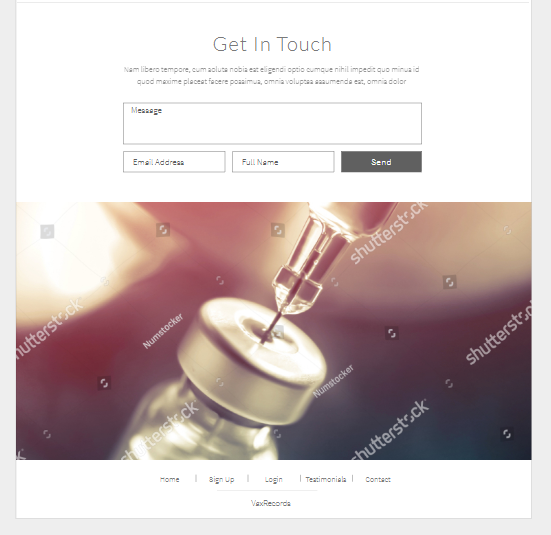 Get In Touch
Nam libero tempore, cum soluta nobis est eligendi optio cumque nihil impedit quo minus id
quod maxime placeat facere possimus, omnis voluptas assumenda est, omnis dolor
Message
Email Address
Full Name
Send
shutterstock
shutterstock
Numstocker
shutterstock
Numstocker
shutterstock
shutterstock
Home | Sign Up | Login | Testimonials | Contact
VaxRecords